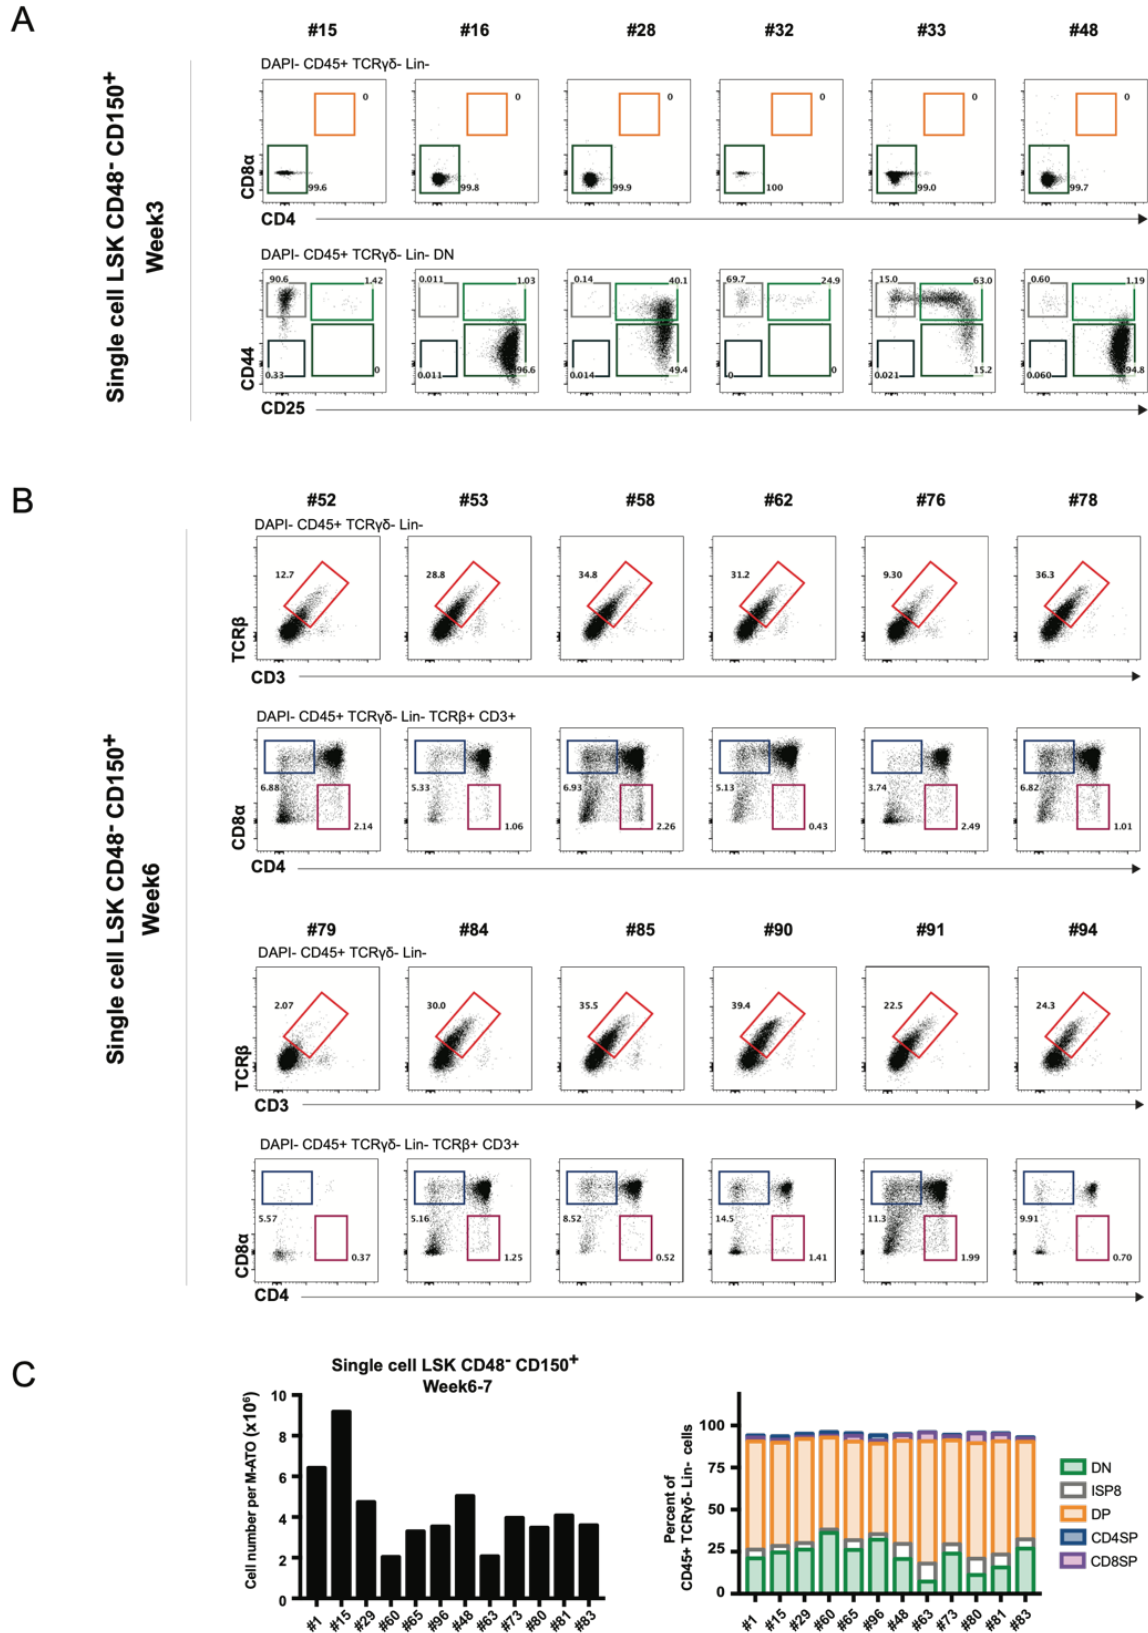 A
#15 #16 #28 #32 #33 #48
DAPI- CD45+ TCRγδ- Lin-
0 0 0 0 0 0
99.6 99.8 99.9 100 99.0 99.7
CD8α
CD4
Single cell LSK CD48- CD150+
Week3
DAPI- CD45+ TCRγδ- Lin- DN
90.6 1.42 0.011 1.03 0.14 40.1 69.7 24.9 15.0 63.0 0.60 1.19
0.33 0 0.011 96.6 0.014 49.4 0 0 0.021 15.2 0.060 94.8
CD44
CD25
B
#52 #53 #58 #62 #76 #78
DAPI- CD45+ TCRγδ- Lin-
12.7 28.8 34.8 31.2 9.30 36.3
TCRβ
CD3
DAPI- CD45+ TCRγδ- Lin- TCRβ+ CD3+
6.88 5.33 6.93 5.13 3.74 6.82
2.14 1.06 2.26 0.43 2.49 1.01
CD8α
CD4
Single cell LSK CD48- CD150+
Week6
#79 #84 #85 #90 #91 #94
DAPI- CD45+ TCRγδ- Lin-
2.07 30.0 35.5 39.4 22.5 24.3
TCRβ
CD3
DAPI- CD45+ TCRγδ- Lin- TCRβ+ CD3+
5.57 5.16 8.52 14.5 11.3 9.91
0.37 1.25 0.52 1.41 1.99 0.70
CD8α
CD4
C
Single cell LSK CD48- CD150+
Week6-7
Cell number per M-ATO (x10⁶)
10
8
6
4
2
0
#1 #15 #29 #60 #65 #96 #48 #63 #73 #80 #81 #83
Percent of
CD45+ TCRγδ- Lin- cells
100
75
50
25
0
#1 #15 #29 #60 #65 #96 #48 #63 #73 #80 #81 #83
DN
ISP8
DP
CD4SP
CD8SP